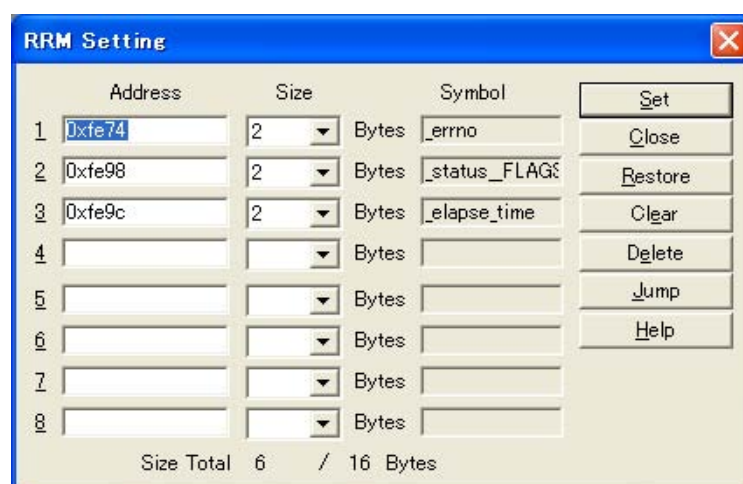 RRM Setting
Address Size Symbol
1 0xfe74 2 Bytes _errno
2 0xfe98 2 Bytes _status__FLAGS
3 0xfe9c 2 Bytes _elapse_time
4 Bytes
5 Bytes
6 Bytes
7 Bytes
8 Bytes
Size Total 6 / 16 Bytes
Set
Close
Restore
Clear
Delete
Jump
Help